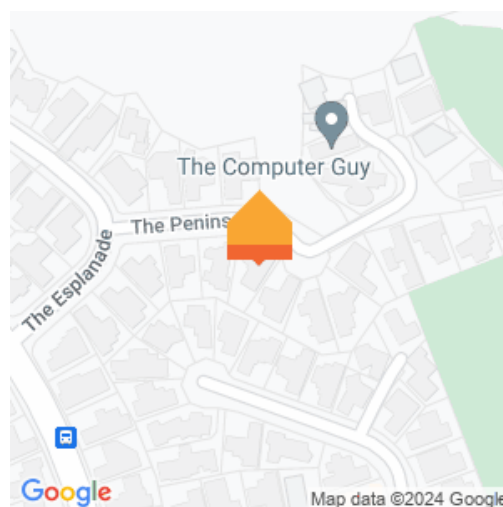 The Computer Guy
The Penins
The Esplanade
Google
Map data ©2024 Google